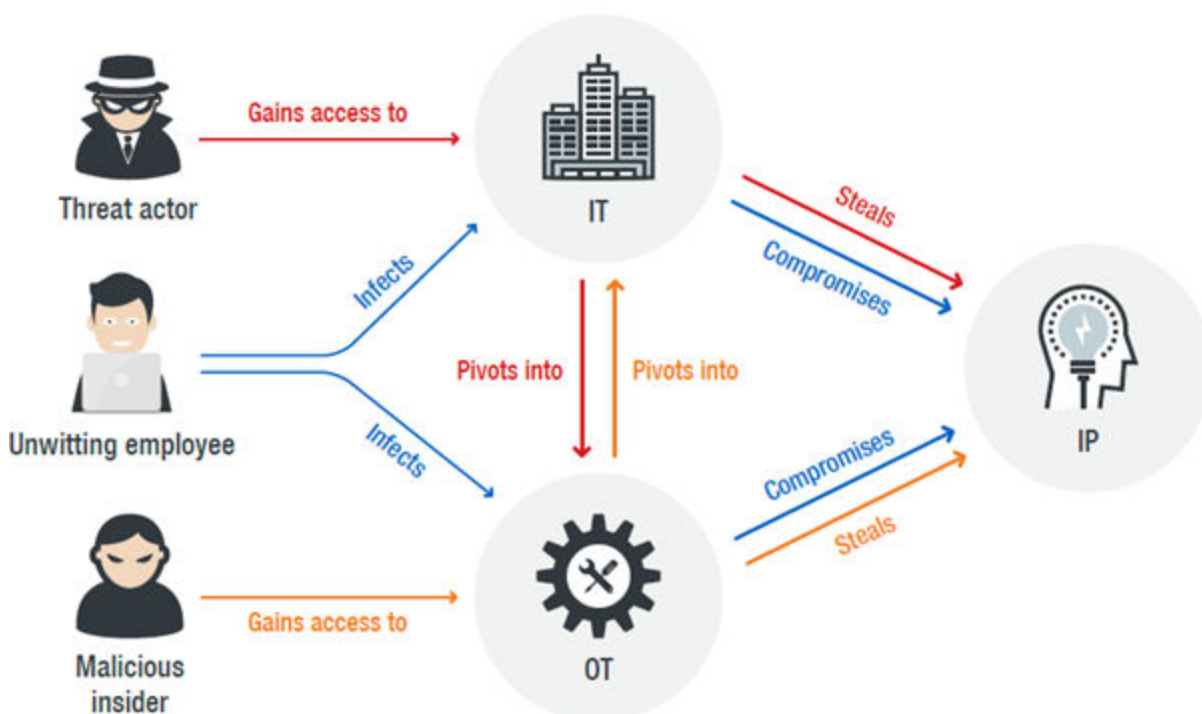 Gains access to
Threat actor
IT
Steals
Compromises
Infects
Pivots into
Pivots into
Unwitting employee
Infects
IP
Compromises
Steals
Gains access to
OT
Malicious
insider